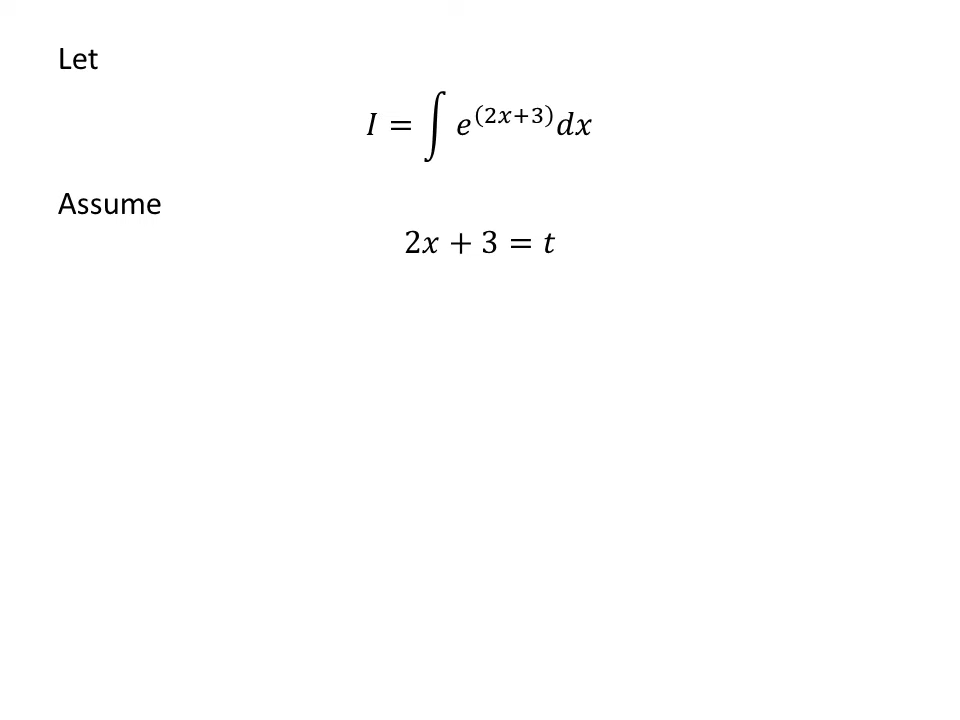 Let
𝐼 = ∫ 𝑒^(2𝑥+3) 𝑑𝑥
Assume
2𝑥 + 3 = 𝑡